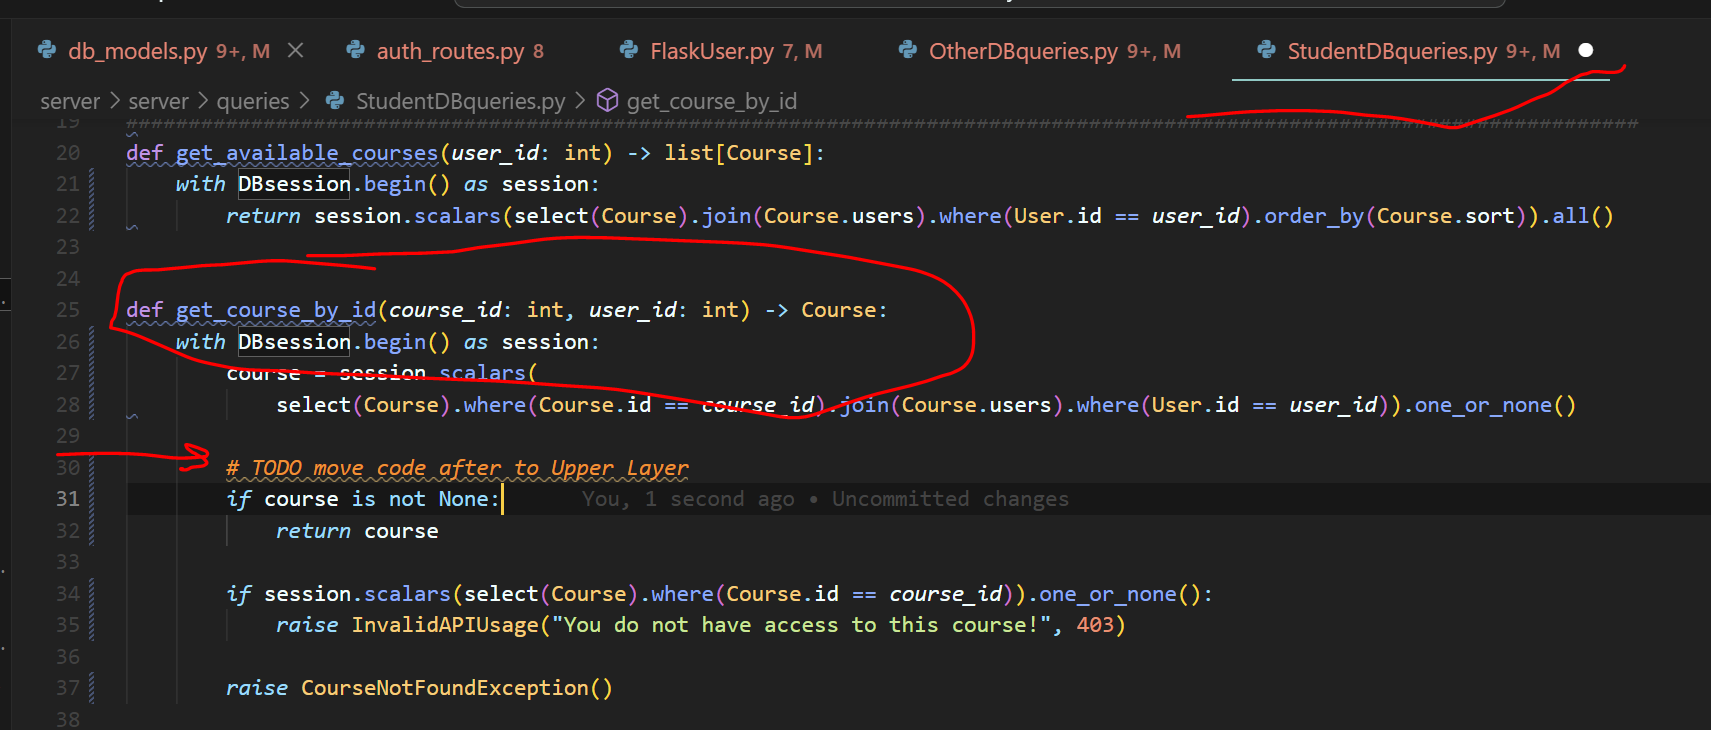 db_models.py 9+, M
auth_routes.py 8
FlaskUser.py 7, M
OtherDBqueries.py 9+, M
StudentDBqueries.py 9+, M
server > server > queries > StudentDBqueries.py > get_course_by_id
19
20 def get_available_courses(user_id: int) -> list[Course]:
21 with DBsession.begin() as session:
22 return session.scalars(select(Course).join(Course.users).where(User.id == user_id).order_by(Course.sort)).all()
23
24
25 def get_course_by_id(course_id: int, user_id: int) -> Course:
26 with DBsession.begin() as session:
27 course = session.scalars(
28 select(Course).where(Course.id == course_id).join(Course.users).where(User.id == user_id)).one_or_none()
29
30 # TODO move code after to Upper Layer
31 if course is not None: You, 1 second ago • Uncommitted changes
32 return course
33
34 if session.scalars(select(Course).where(Course.id == course_id)).one_or_none():
35 raise InvalidAPIUsage("You do not have access to this course!", 403)
36
37 raise CourseNotFoundException()
38